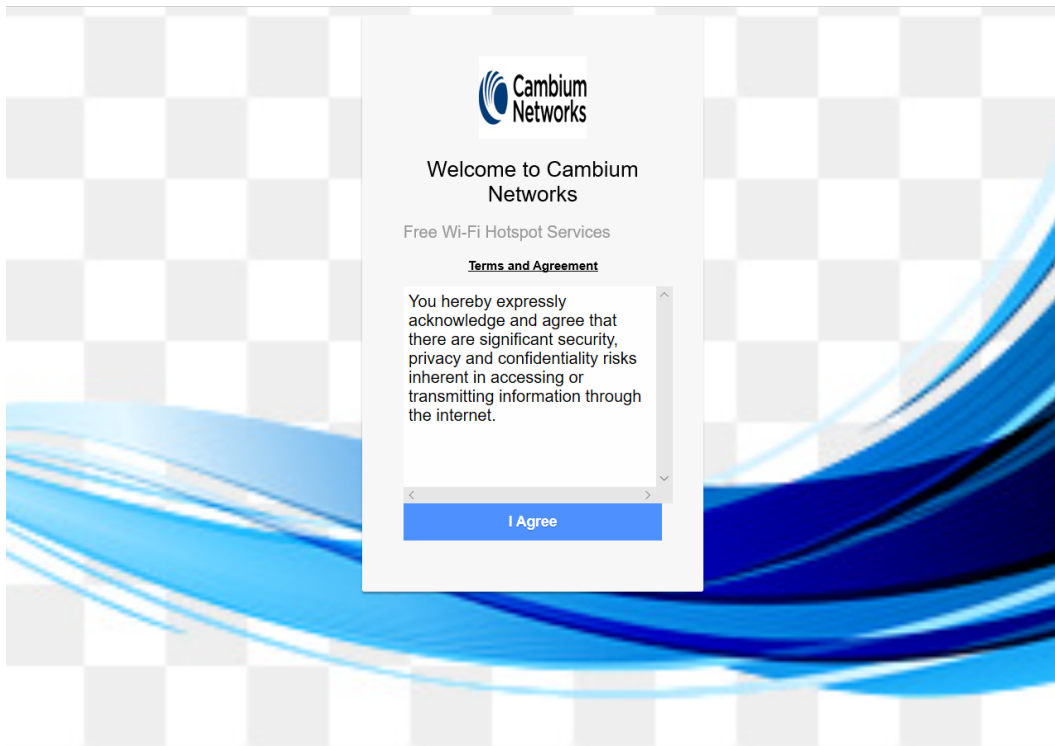 Cambium
Networks
Welcome to Cambium
Networks
Free Wi-Fi Hotspot Services
Terms and Agreement
You hereby expressly
acknowledge and agree that
there are significant security,
privacy and confidentiality risks
inherent in accessing or
transmitting information through
the internet.
I Agree